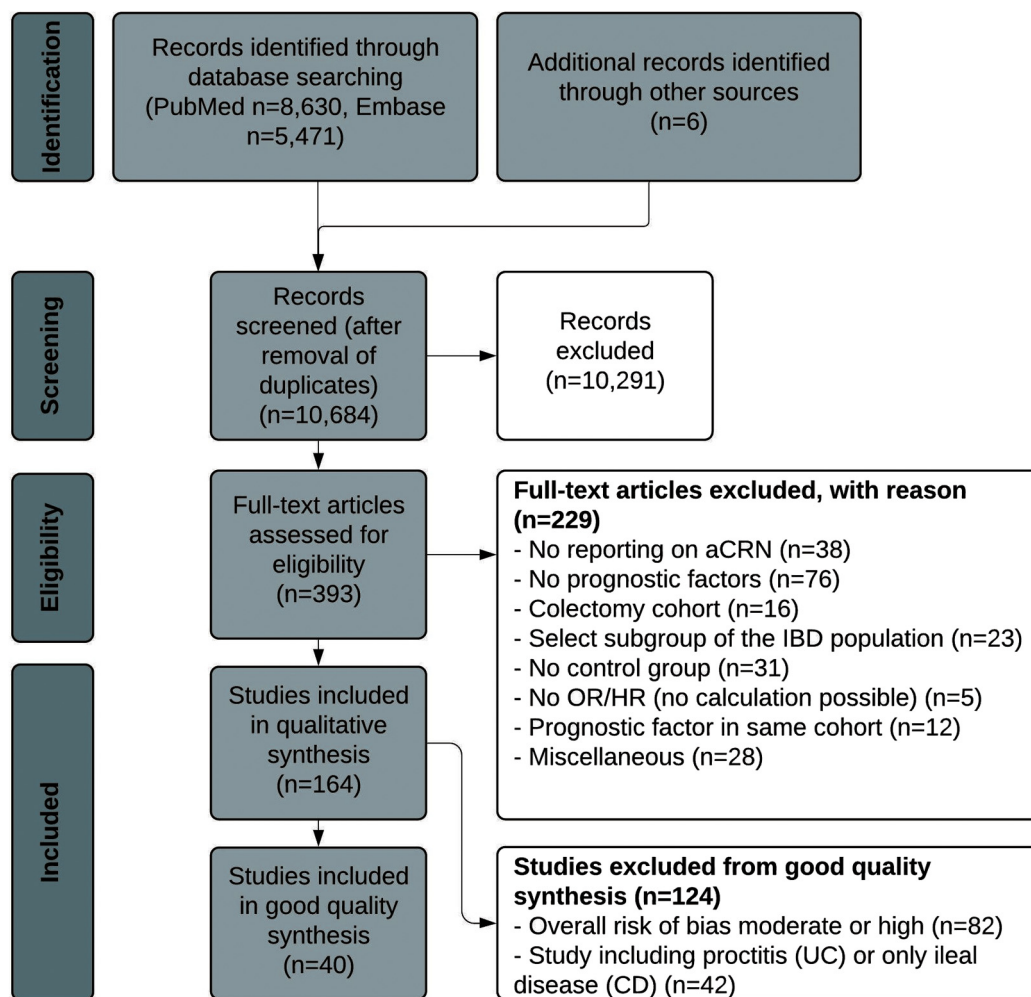 Identification
Records identified through
database searching
(PubMed n=8,630, Embase
n=5,471)
Additional records identified
through other sources
(n=6)
Screening
Records
screened (after
removal of
duplicates)
(n=10,684)
Records
excluded
(n=10,291)
Eligibility
Full-text articles
assessed for
eligibility
(n=393)
Full-text articles excluded, with reason
(n=229)
- No reporting on aCRN (n=38)
- No prognostic factors (n=76)
- Colectomy cohort (n=16)
- Select subgroup of the IBD population (n=23)
- No control group (n=31)
- No OR/HR (no calculation possible) (n=5)
- Prognostic factor in same cohort (n=12)
- Miscellaneous (n=28)
Included
Studies included
in qualitative
synthesis
(n=164)
Studies included
in good quality
synthesis
(n=40)
Studies excluded from good quality
synthesis (n=124)
- Overall risk of bias moderate or high (n=82)
- Study including proctitis (UC) or only ileal
disease (CD) (n=42)